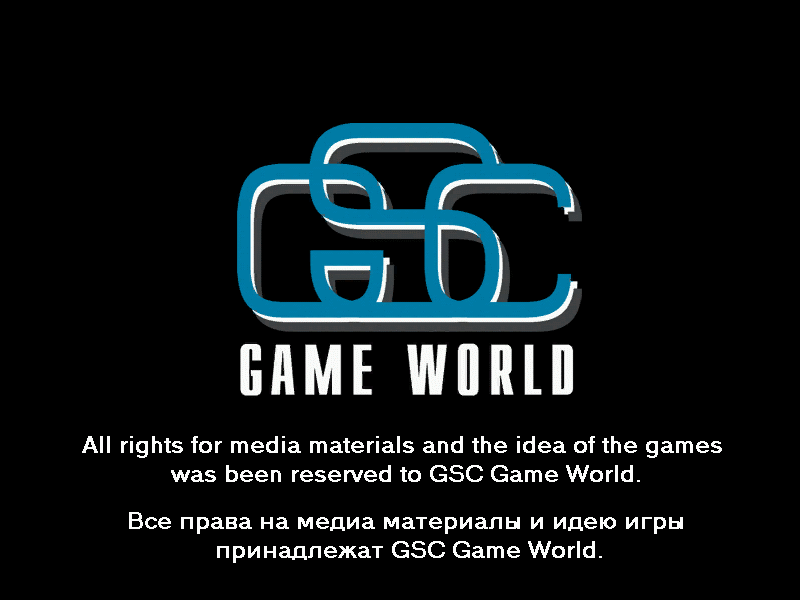 GSC
GAME WORLD
All rights for media materials and the idea of the games
was been reserved to GSC Game World.
Все права на медиа материалы и идею игры
принадлежат GSC Game World.